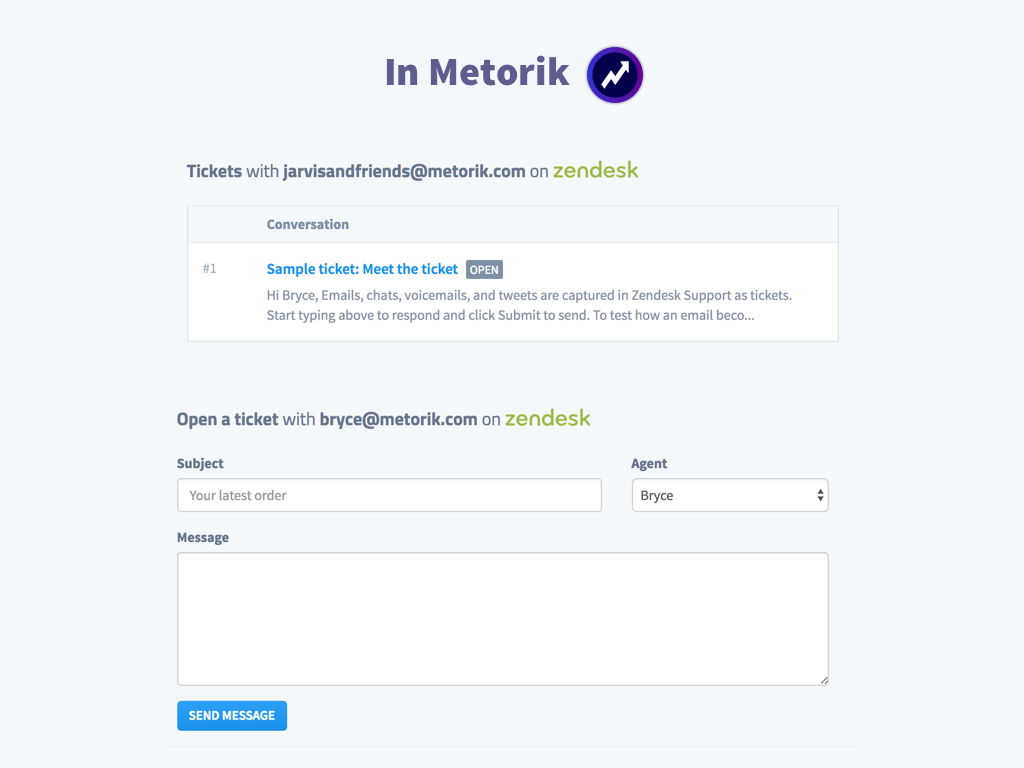 In Metorik
Tickets with jarvisandfriends@metorik.com on zendesk
Conversation
#1
Sample ticket: Meet the ticket OPEN
Hi Bryce, Emails, chats, voicemails, and tweets are captured in Zendesk Support as tickets.
Start typing above to respond and click Submit to send. To test how an email beco...
Open a ticket with bryce@metorik.com on zendesk
Subject
Agent
Your latest order
Bryce
Message
SEND MESSAGE